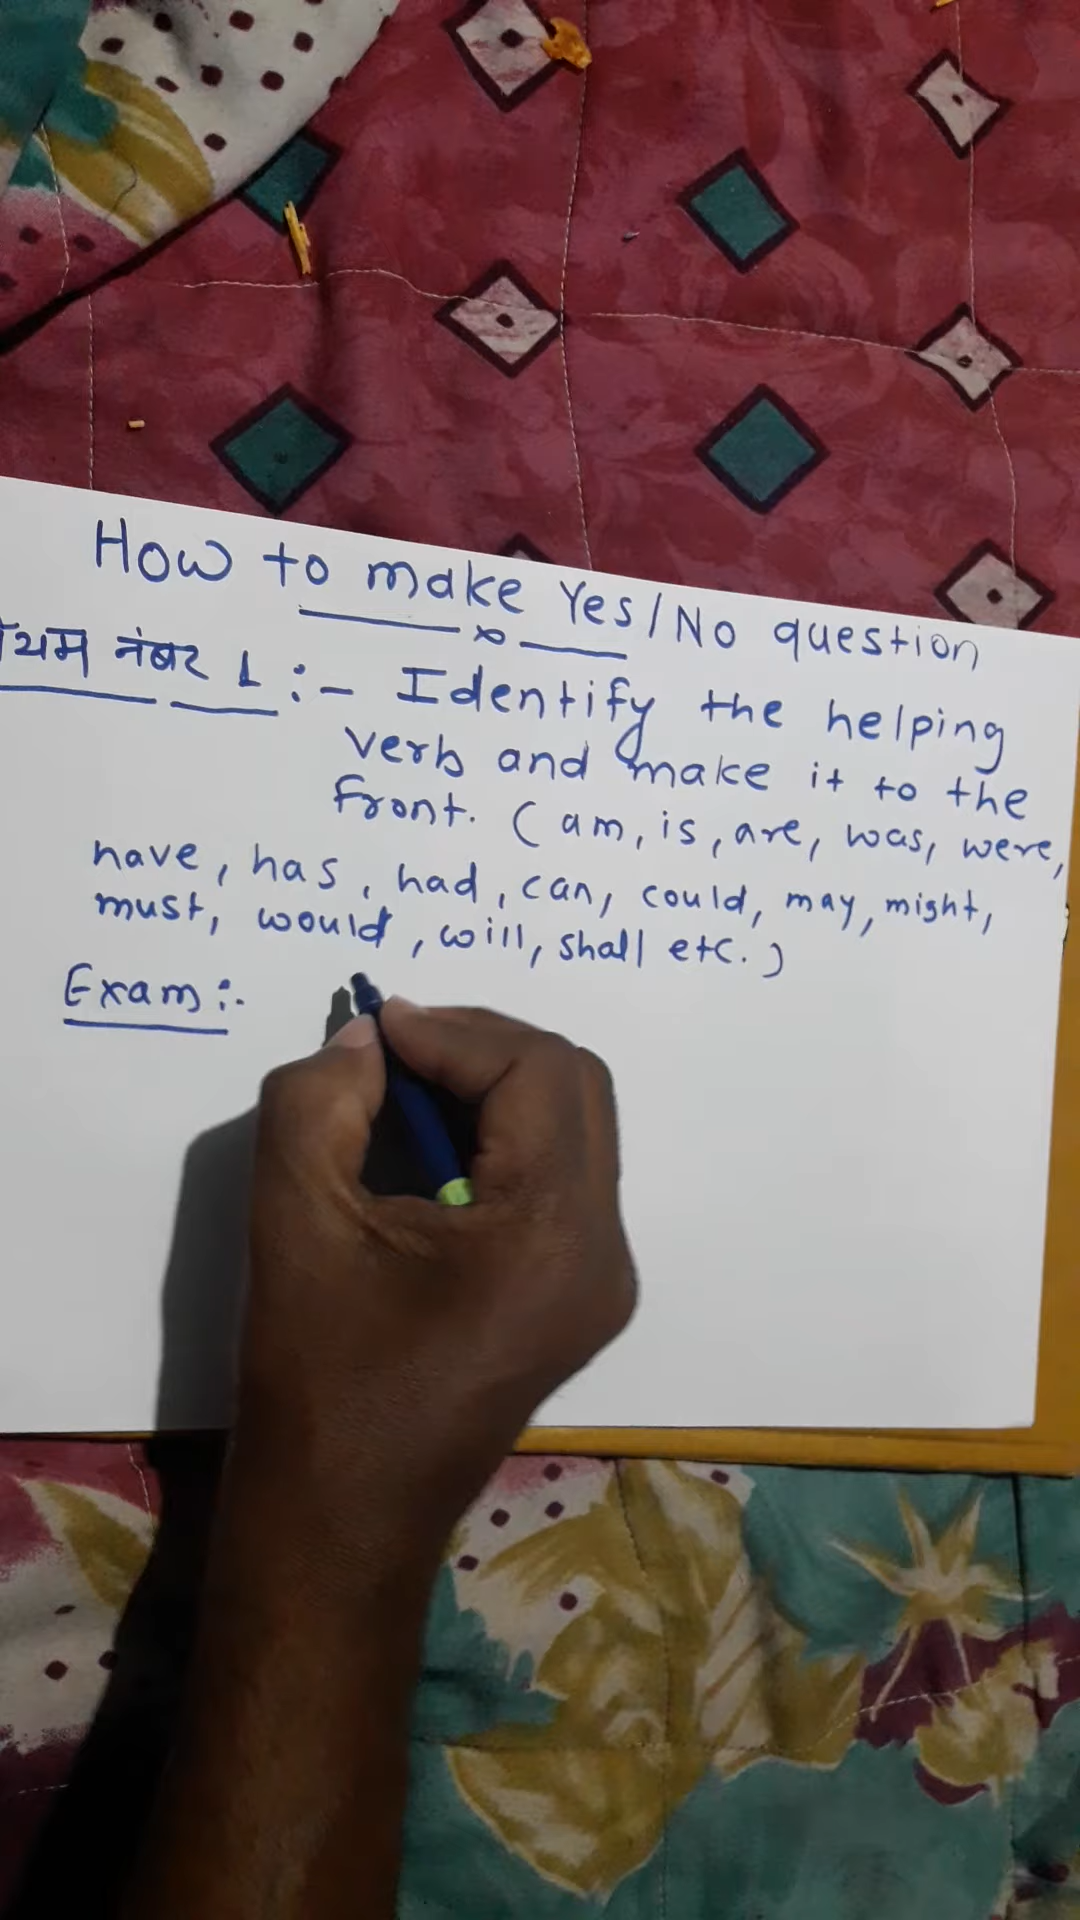 How to make Yes/No question
नंबर 1 :- Identify the helping
verb and make it to the
front. (am, is, are, was, were,
have, has, had, can, could, may, might,
must, would, will, shall etc.)
Exam :-